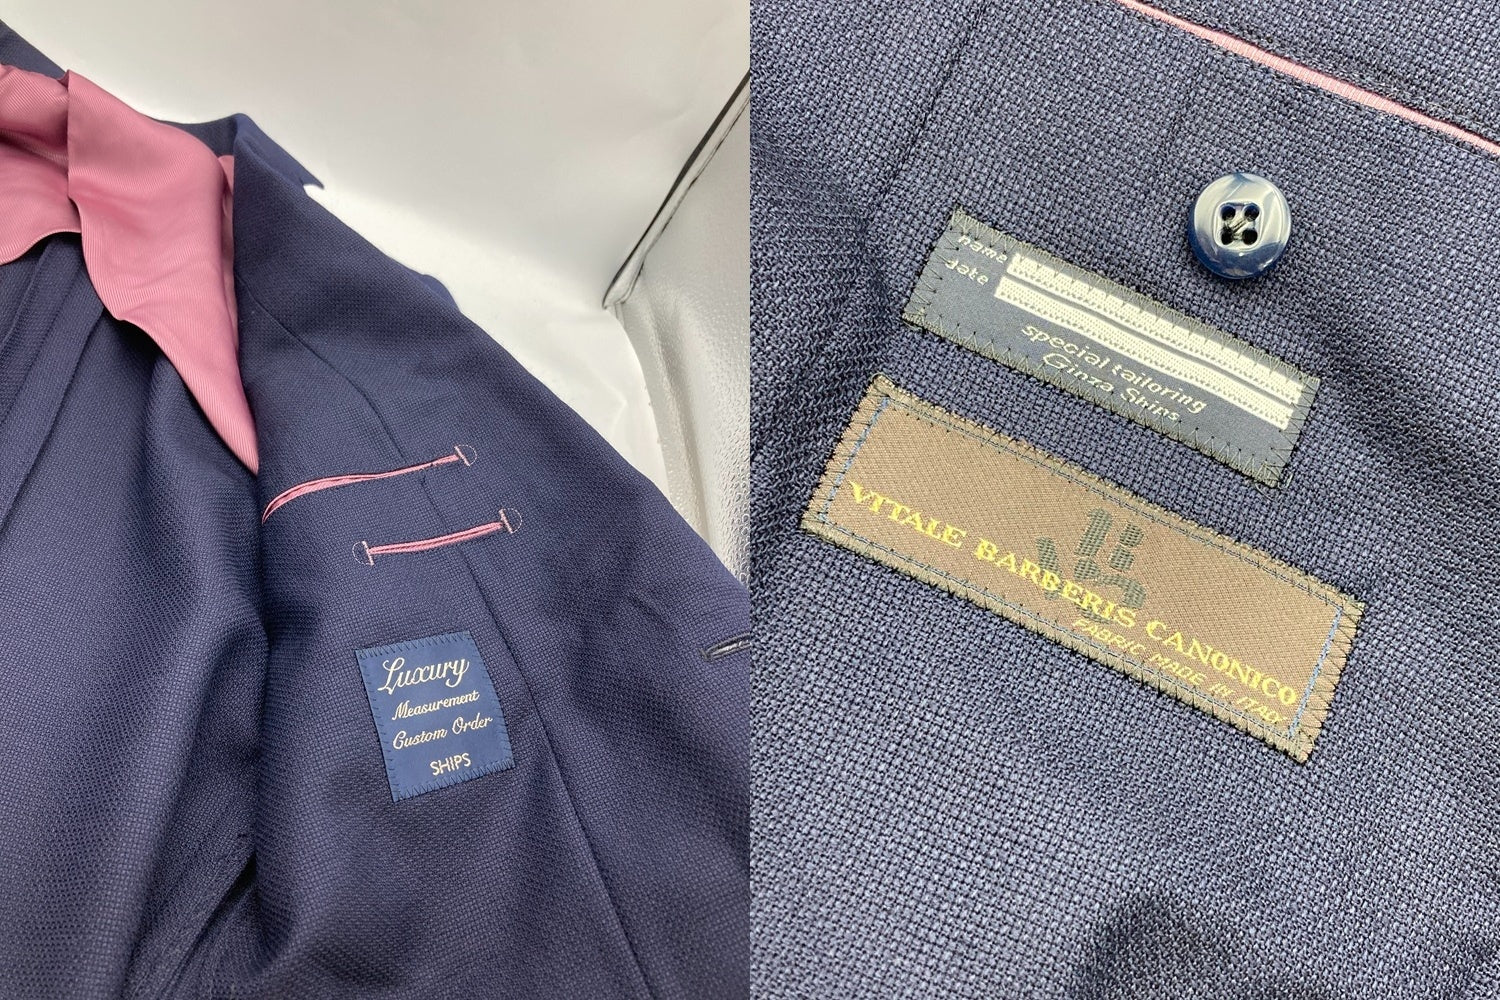 Luxury
Measurement
Custom Order
SHIPS
name
date
special tailoring
Ginza Ships
VITALE BARBERIS CANONICO
FABRIC MADE IN ITALY